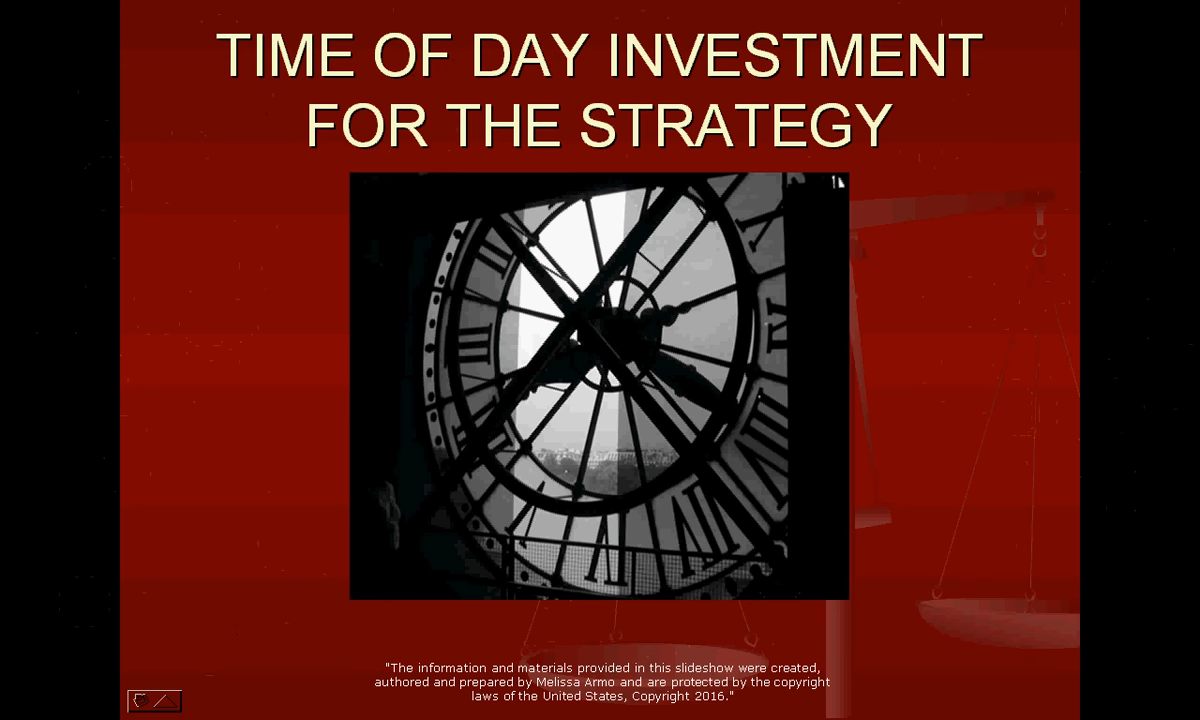 TIME OF DAY INVESTMENT
FOR THE STRATEGY
"The information and materials provided in this slideshow were created,
authored and prepared by Melissa Armo and are protected by the copyright
laws of the United States, Copyright 2016."